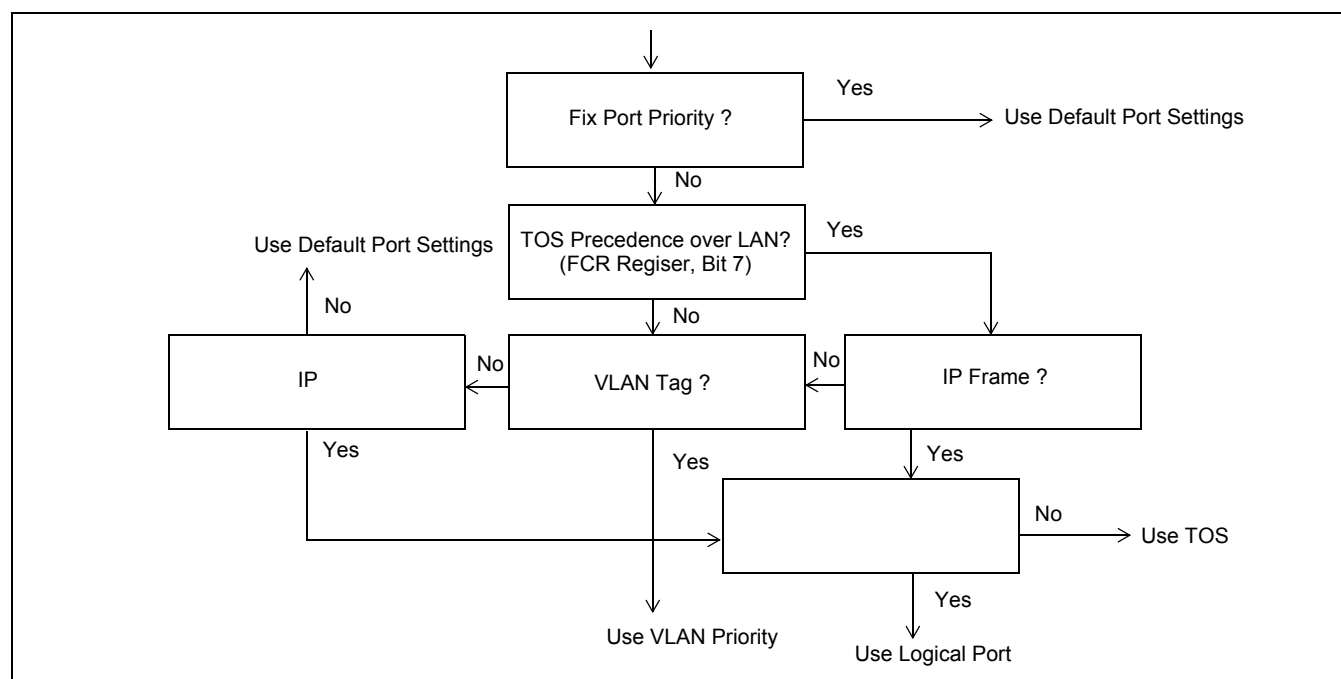 Fix Port Priority ?
Yes
Use Default Port Settings
No
TOS Precedence over LAN?
(FCR Regiser, Bit 7)
Yes
Use Default Port Settings
No
No
IP
No
VLAN Tag ?
No
IP Frame ?
Yes
Yes
Yes
No
Use TOS
Yes
Use VLAN Priority
Use Logical Port